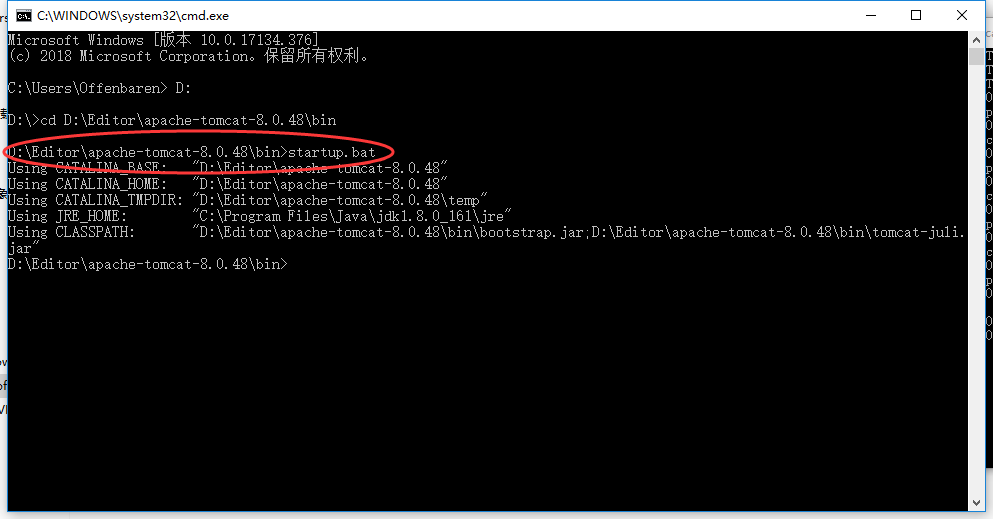 C:\WINDOWS\system32\cmd.exe
Microsoft Windows [版本 10.0.17134.376]
(c) 2018 Microsoft Corporation。保留所有权利。
C:\Users\Offenbaren> D:
D:\>cd D:\Editor\apache-tomcat-8.0.48\bin
D:\Editor\apache-tomcat-8.0.48\bin>startup.bat
Using CATALINA_BASE:   "D:\Editor\apache-tomcat-8.0.48"
Using CATALINA_HOME:   "D:\Editor\apache-tomcat-8.0.48"
Using CATALINA_TMPDIR: "D:\Editor\apache-tomcat-8.0.48\temp"
Using JRE_HOME:        "C:\Program Files\Java\jdk1.8.0_161\jre"
Using CLASSPATH:       "D:\Editor\apache-tomcat-8.0.48\bin\bootstrap.jar;D:\Editor\apache-tomcat-8.0.48\bin\tomcat-juli.
jar"
D:\Editor\apache-tomcat-8.0.48\bin>